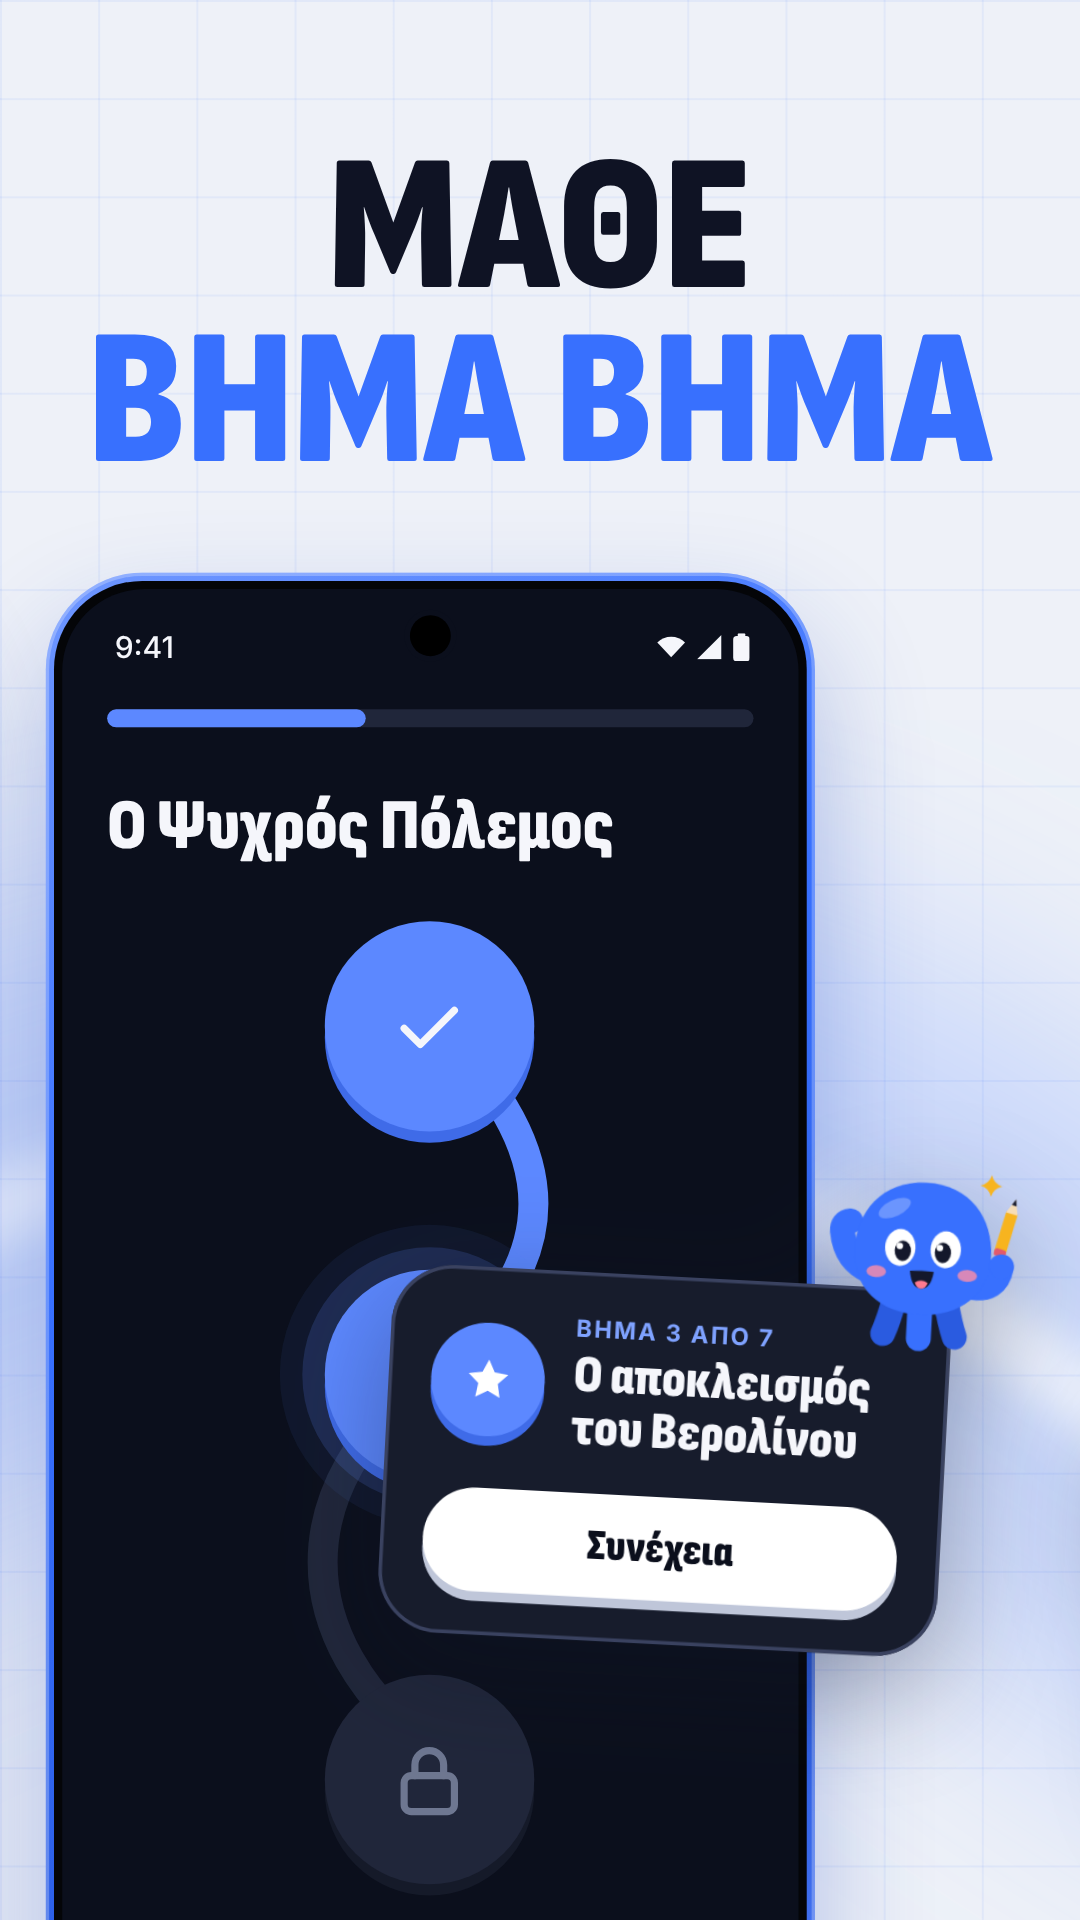 ΜΑΘΕ
ΒΗΜΑ ΒΗΜΑ
9:41
Ο Ψυχρός Πόλεμος
ΒΗΜΑ 3 ΑΠΟ 7
Ο αποκλεισμός
του Βερολίνου
Συνέχεια